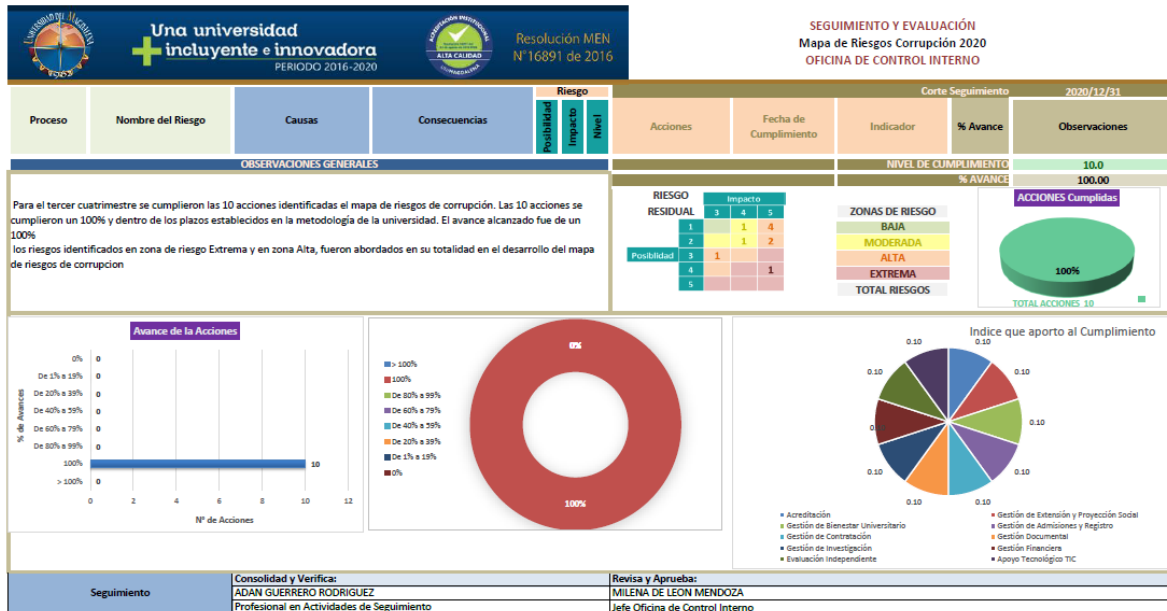 UNIVERSIDAD DEL MAGDALENA
Una universidad
incluyente e innovadora
PERIODO 2016-2020
ACREDITACIÓN INSTITUCIONAL
ALTA CALIDAD
Resolución MEN
N°16891 de 2016
SEGUIMIENTO Y EVALUACIÓN
Mapa de Riesgos Corrupción 2020
OFICINA DE CONTROL INTERNO
Riesgo
Corte Seguimiento 2020/12/31
Proceso Nombre del Riesgo Causas Consecuencias Posibilidad Impacto Nivel Acciones Fecha de Cumplimiento Indicador % Avance Observaciones
OBSERVACIONES GENERALES
NIVEL DE CUMPLIMIENTO 10.0
% AVANCE 100.00
Para el tercer cuatrimestre se cumplieron las 10 acciones identificadas el mapa de riesgos de corrupción. Las 10 acciones se
cumplieron un 100% y dentro de los plazos establecidos en la metodología de la universidad. El avance alcanzado fue de un
100%
los riesgos identificados en zona de riesgo Extrema y en zona Alta, fueron abordados en su totalidad en el desarrollo del mapa
de riesgos de corrupcion
RIESGO
RESIDUAL
Impacto
3 4 5
1 1 4
2 1 2
Posiblidad 3 1
4 1
5
ZONAS DE RIESGO
BAJA
MODERADA
ALTA
EXTREMA
TOTAL RIESGOS
ACCIONES Cumplidas
100%
TOTAL ACCIONES 10
Avance de la Acciones
% de Avances
0% 0
De 1% a 19% 0
De 20% a 39% 0
De 40% a 59% 0
De 60% a 79% 0
De 80% a 99% 0
100% 10
> 100% 0
0 2 4 6 8 10 12
N° de Acciones
> 100%
100%
De 80% a 99%
De 60% a 79%
De 40% a 59%
De 20% a 39%
De 1% a 19%
0%
0%
100%
Indice que aporto al Cumplimiento
0.10 0.10
0.10 0.10
0.10 0.10
0.10 0.10
0.10 0.10
Acreditación
Gestión de Extensión y Proyección Social
Gestión de Bienestar Universitario
Gestión de Admisiones y Registro
Gestión de Contratación
Gestión Documental
Gestión de Investigación
Gestión Financiera
Evaluación Independiente
Apoyo Tecnológico TIC
Seguimiento
Consolidad y Verifica:
ADAN GUERRERO RODRIGUEZ
Profesional en Actividades de Seguimiento
Revisa y Aprueba:
MILENA DE LEON MENDOZA
Jefe Oficina de Control Interno